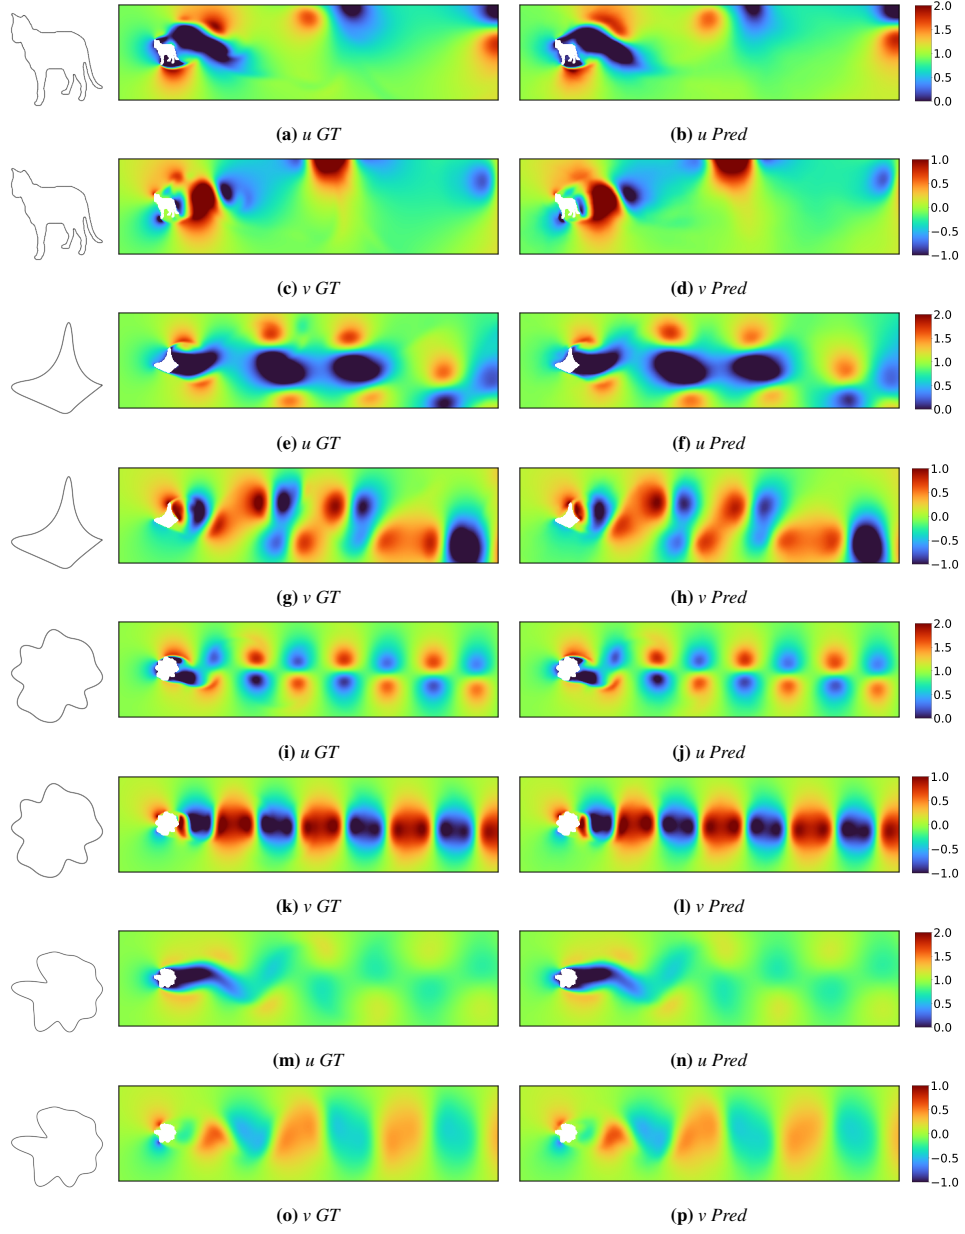 2.0
1.5
1.0
0.5
0.0
(a) u GT
(b) u Pred
1.0
0.5
0.0
−0.5
−1.0
(c) v GT
(d) v Pred
2.0
1.5
1.0
0.5
0.0
(e) u GT
(f) u Pred
1.0
0.5
0.0
−0.5
−1.0
(g) v GT
(h) v Pred
2.0
1.5
1.0
0.5
0.0
(i) u GT
(j) u Pred
1.0
0.5
0.0
−0.5
−1.0
(k) v GT
(l) v Pred
2.0
1.5
1.0
0.5
0.0
(m) u GT
(n) u Pred
1.0
0.5
0.0
−0.5
−1.0
(o) v GT
(p) v Pred